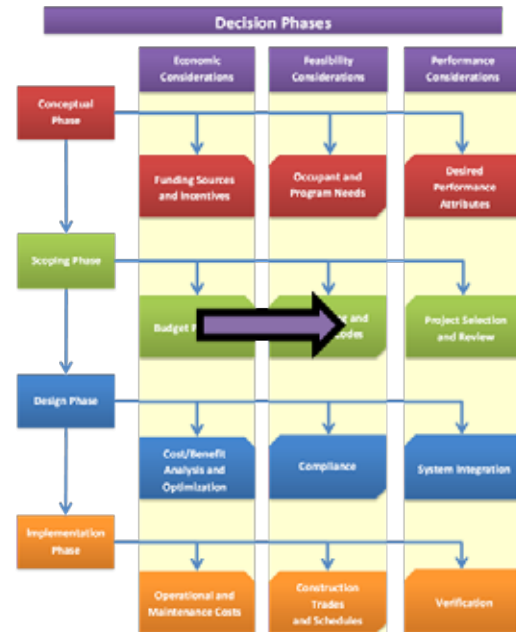 Decision Phases
Economic
Considerations
Feasibility
Considerations
Performance
Considerations
Conceptual
Phase
Funding Sources
and Incentives
Occupant and
Program Needs
Desired
Performance
Attributes
Scoping Phase
Budget
and
Project Selection
and Review
Design Phase
Cost/Benefit
Analysis and
Optimization
Compliance
System Integration
Implementation
Phase
Operational and
Maintenance Costs
Construction
Trades
and Schedules
Verification